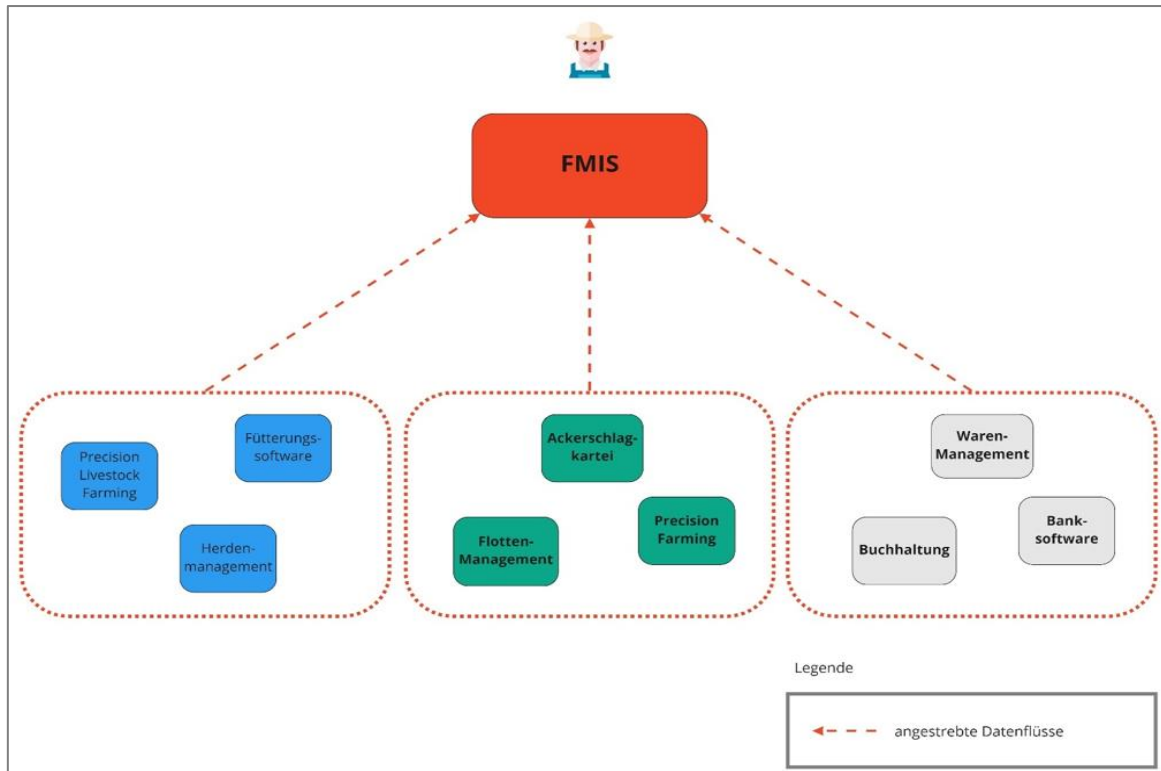 FMIS
Precision
Livestock
Farming
Fütterungs-
software
Herden-
management
Ackerschlag-
kartei
Flotten-
Management
Precision
Farming
Waren-
Management
Buchhaltung
Bank-
software
Legende
angestrebte Datenflüsse